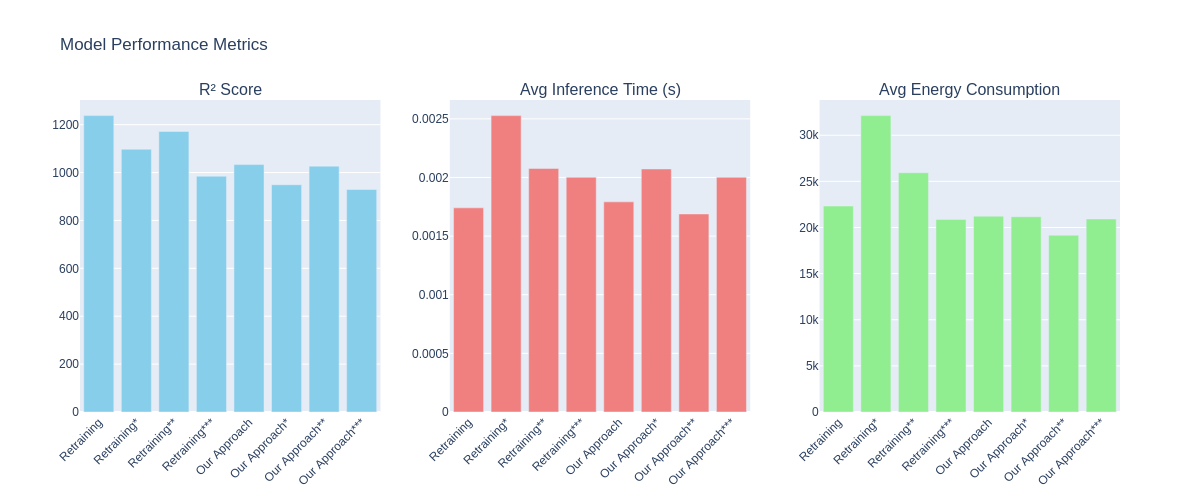 Model Performance Metrics
R² Score
1200
1000
800
600
400
200
0
Retraining
Retraining*
Retraining**
Retraining***
Our Approach
Our Approach*
Our Approach**
Our Approach***
Avg Inference Time (s)
0.0025
0.002
0.0015
0.001
0.0005
0
Retraining
Retraining*
Retraining**
Retraining***
Our Approach
Our Approach*
Our Approach**
Our Approach***
Avg Energy Consumption
30k
25k
20k
15k
10k
5k
0
Retraining
Retraining*
Retraining**
Retraining***
Our Approach
Our Approach*
Our Approach**
Our Approach***